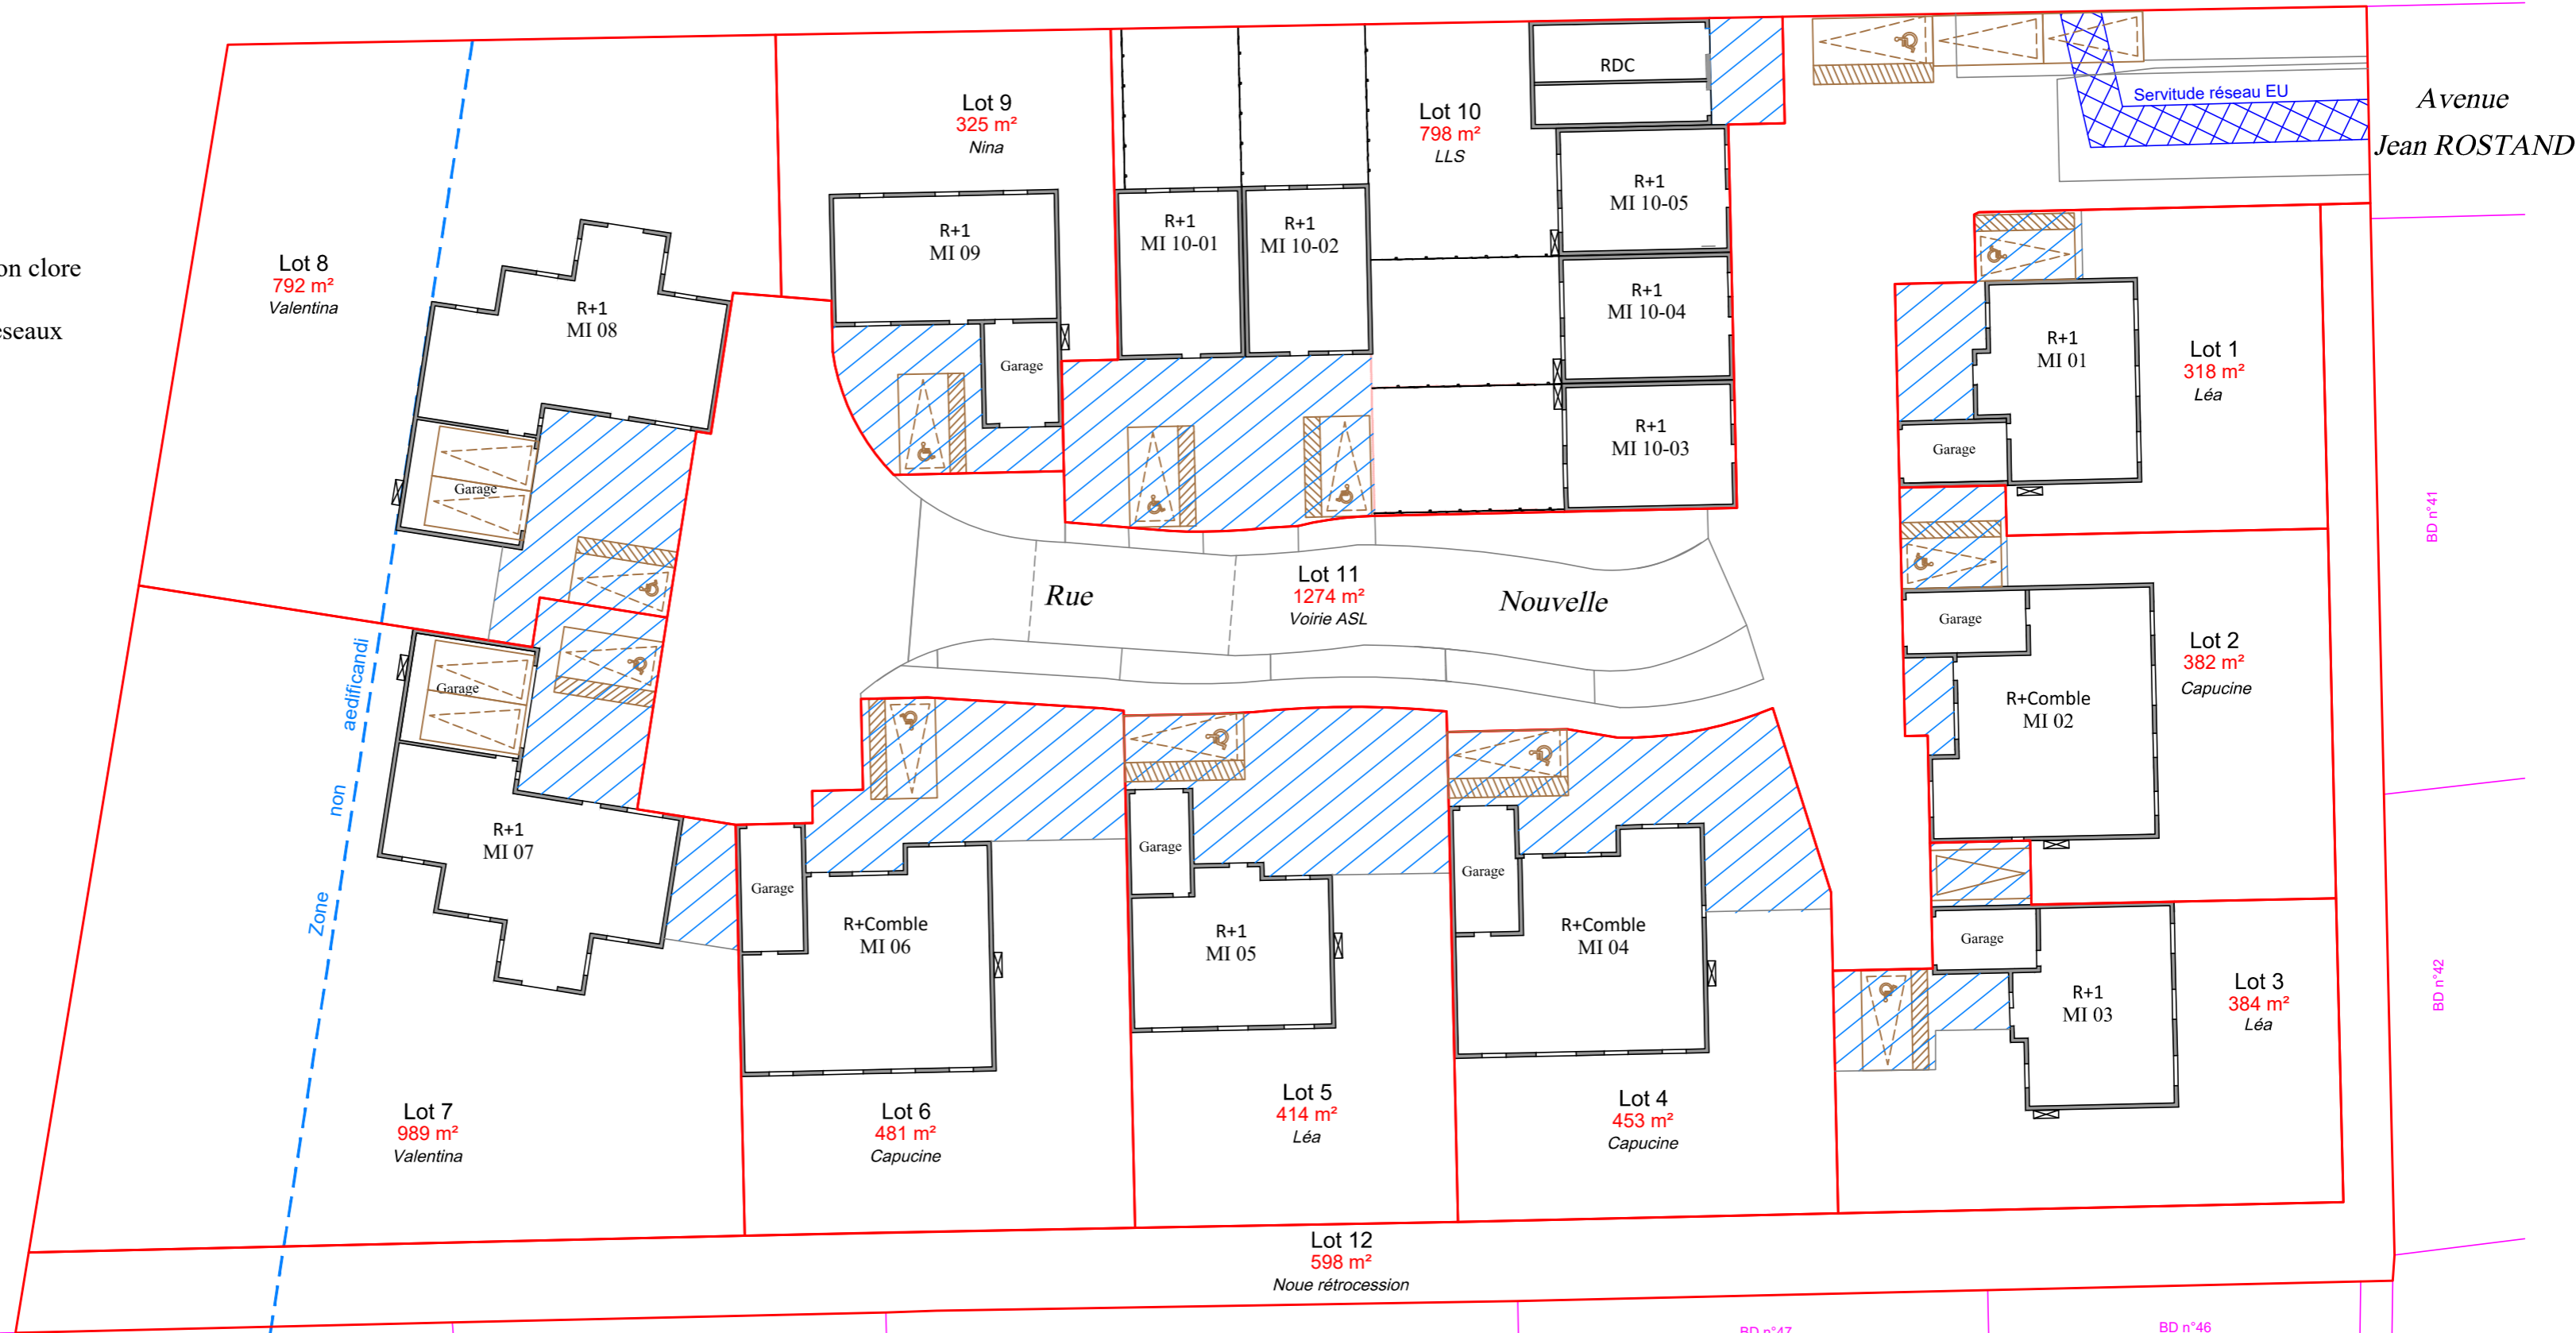 Avenue
Jean ROSTAND
Servitude réseau EU
RDC
Lot 9
325 m²
Nina
Lot 10
798 m²
LLS
R+1
MI 10-05
R+1
MI 10-01
R+1
MI 10-02
R+1
MI 09
Garage
R+1
MI 10-04
R+1
MI 10-03
on clore
Lot 8
792 m²
Valentina
R+1
MI 08
Garage
R+1
MI 01
Garage
Lot 1
318 m²
Léa
BD n°41
Rue
Lot 11
1274 m²
Voirie ASL
Nouvelle
Garage
R+Comble
MI 02
Lot 2
382 m²
Capucine
Garage
Zone non aedificandi
R+1
MI 07
Garage
R+Comble
MI 06
Garage
R+1
MI 05
Garage
R+Comble
MI 04
Garage
R+1
MI 03
Lot 3
384 m²
Léa
BD n°42
Lot 7
989 m²
Valentina
Lot 6
481 m²
Capucine
Lot 5
414 m²
Léa
Lot 4
453 m²
Capucine
Lot 12
598 m²
Noue rétrocession
BD n°47
BD n°46